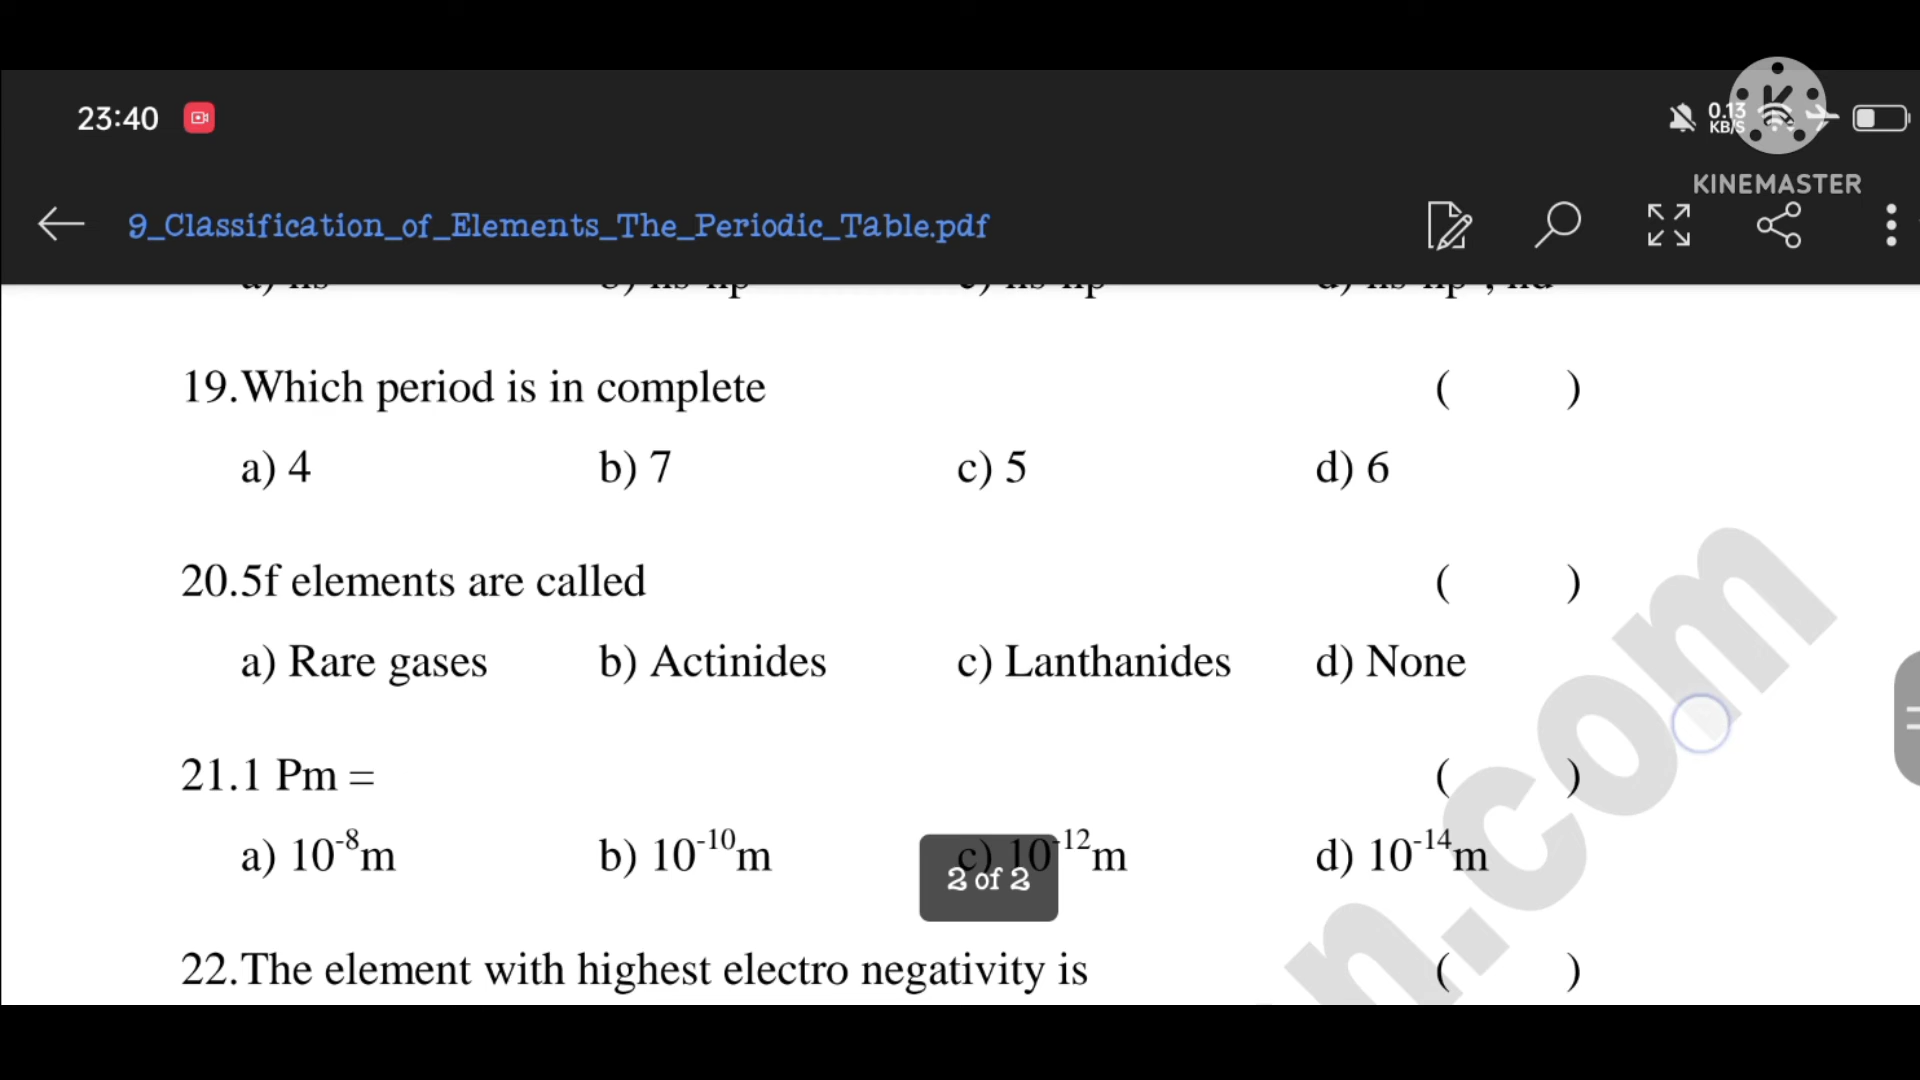 23:40
0.13
KB/S
KINEMASTER
9_Classification_of_Elements_The_Periodic_Table.pdf
19.Which period is in complete ( )
a) 4 b) 7 c) 5 d) 6
20.5f elements are called ( )
a) Rare gases b) Actinides c) Lanthanides d) None
21.1 Pm = ( )
a) 10⁻⁸m b) 10⁻¹⁰m c) 10⁻¹²m d) 10⁻¹⁴m
2 of 2
22.The element with highest electro negativity is ( )
n.com